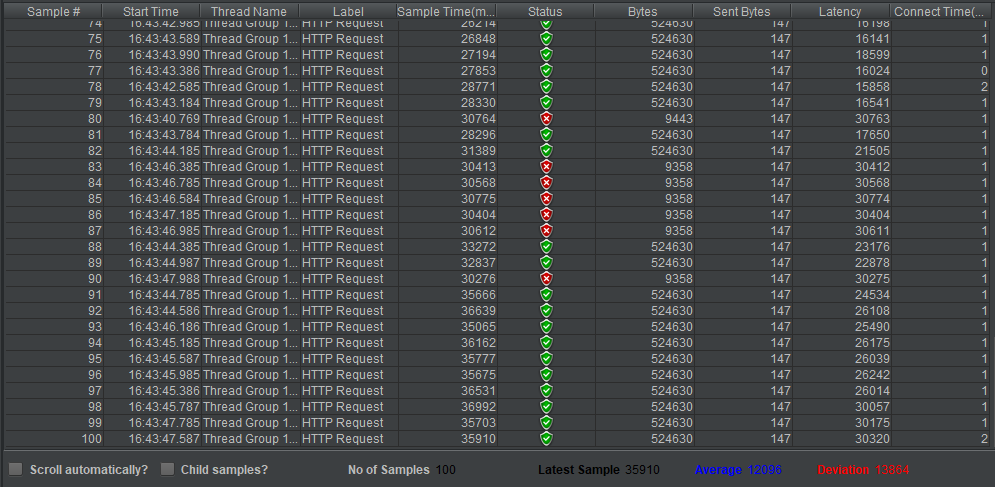 Sample # Start Time Thread Name Label Sample Time(m... Status Bytes Sent Bytes Latency Connect Time(...
74 16:43:42.985 Thread Group 1... HTTP Request 26214 524630 147 16198 1
75 16:43:43.589 Thread Group 1... HTTP Request 26848 524630 147 16141 1
76 16:43:43.990 Thread Group 1... HTTP Request 27194 524630 147 18599 1
77 16:43:43.386 Thread Group 1... HTTP Request 27853 524630 147 16024 0
78 16:43:42.585 Thread Group 1... HTTP Request 28771 524630 147 15858 2
79 16:43:43.184 Thread Group 1... HTTP Request 28330 524630 147 16541 1
80 16:43:40.769 Thread Group 1... HTTP Request 30764 9443 147 30763 1
81 16:43:43.784 Thread Group 1... HTTP Request 28296 524630 147 17650 1
82 16:43:44.185 Thread Group 1... HTTP Request 31389 524630 147 21505 1
83 16:43:46.385 Thread Group 1... HTTP Request 30413 9358 147 30412 1
84 16:43:46.785 Thread Group 1... HTTP Request 30568 9358 147 30568 1
85 16:43:46.584 Thread Group 1... HTTP Request 30775 9358 147 30774 1
86 16:43:47.185 Thread Group 1... HTTP Request 30404 9358 147 30404 1
87 16:43:46.985 Thread Group 1... HTTP Request 30612 9358 147 30611 1
88 16:43:44.385 Thread Group 1... HTTP Request 33272 524630 147 23176 1
89 16:43:44.987 Thread Group 1... HTTP Request 32837 524630 147 22878 1
90 16:43:47.988 Thread Group 1... HTTP Request 30276 9358 147 30275 1
91 16:43:44.785 Thread Group 1... HTTP Request 35666 524630 147 24534 1
92 16:43:44.586 Thread Group 1... HTTP Request 36639 524630 147 26108 1
93 16:43:46.186 Thread Group 1... HTTP Request 35065 524630 147 25490 1
94 16:43:45.185 Thread Group 1... HTTP Request 36162 524630 147 26175 1
95 16:43:45.587 Thread Group 1... HTTP Request 35777 524630 147 26039 1
96 16:43:45.985 Thread Group 1... HTTP Request 35675 524630 147 26242 1
97 16:43:45.386 Thread Group 1... HTTP Request 36531 524630 147 26014 1
98 16:43:45.787 Thread Group 1... HTTP Request 36992 524630 147 30057 1
99 16:43:47.785 Thread Group 1... HTTP Request 35703 524630 147 30175 1
100 16:43:47.587 Thread Group 1... HTTP Request 35910 524630 147 30320 2
Scroll automatically? Child samples? No of Samples 100 Latest Sample 35910 Average 12096 Deviation 13864